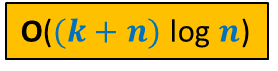 O((k + n) log n)